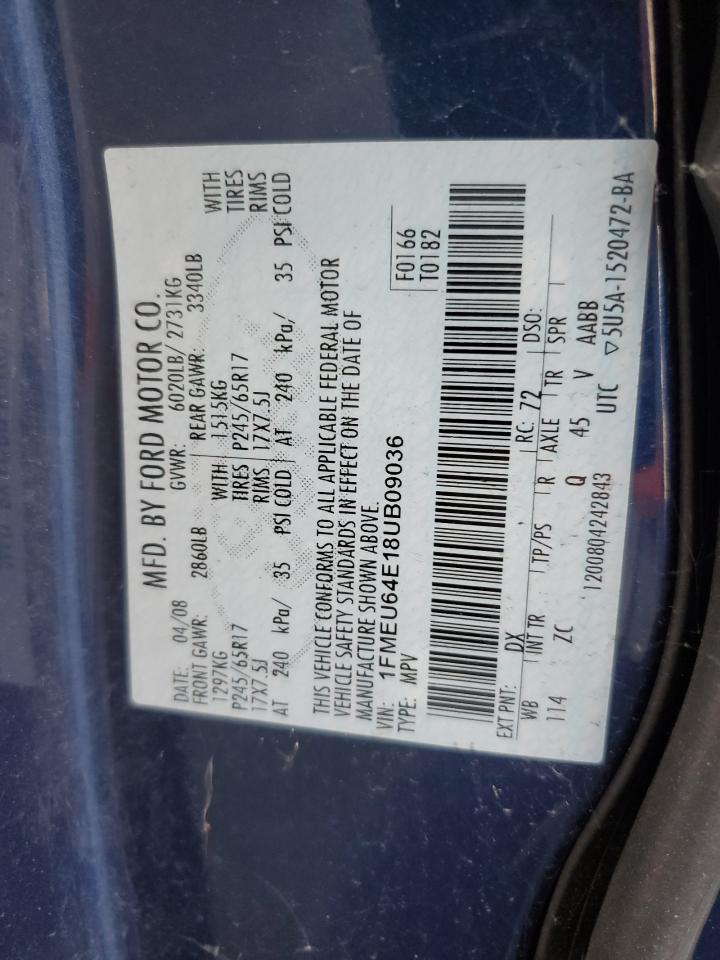 MFD. BY FORD MOTOR CO.
DATE: 04/08 GVWR: 6020LB/ 2731KG
FRONT GAWR: 2860LB REAR GAWR: 3340LB
1297KG WITH 1515KG WITH
P245/65R17 TIRES P245/65R17 TIRES
17X7.5J RIMS 17X7.5J RIMS
AT 240 kPa/ 35 PSI COLD AT 240 kPa/ 35 PSI COLD
THIS VEHICLE CONFORMS TO ALL APPLICABLE FEDERAL MOTOR
VEHICLE SAFETY STANDARDS IN EFFECT ON THE DATE OF
MANUFACTURE SHOWN ABOVE.
VIN: 1FMEU64E18UB09036 F0166
TYPE: MPV T0182
EXT PNT: DX RC: 72 DSO:
WB INT TR TP/PS R AXLE TR SPR
114 ZC Q 45 V AABB
1200804242843 UTC ▽5U5A-1520472-BA